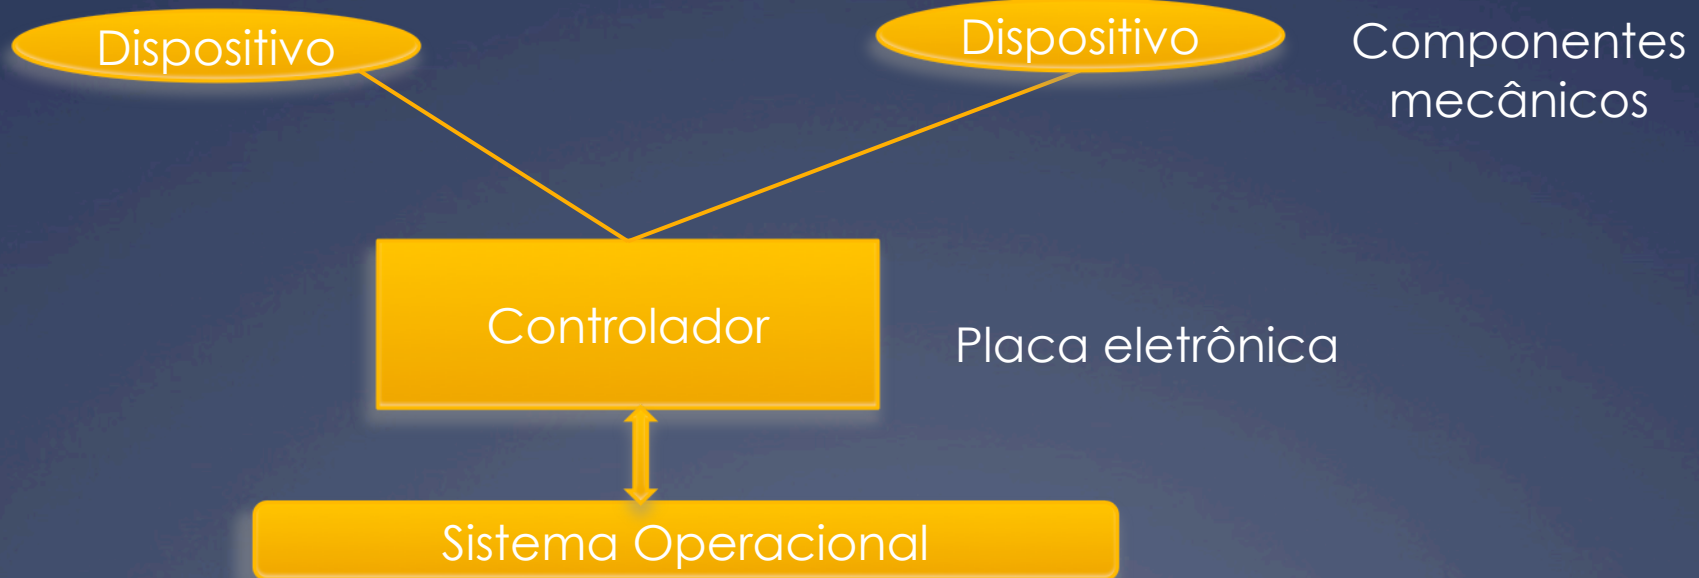 Dispositivo
Dispositivo
Componentes
mecânicos
Controlador
Placa eletrônica
Sistema Operacional